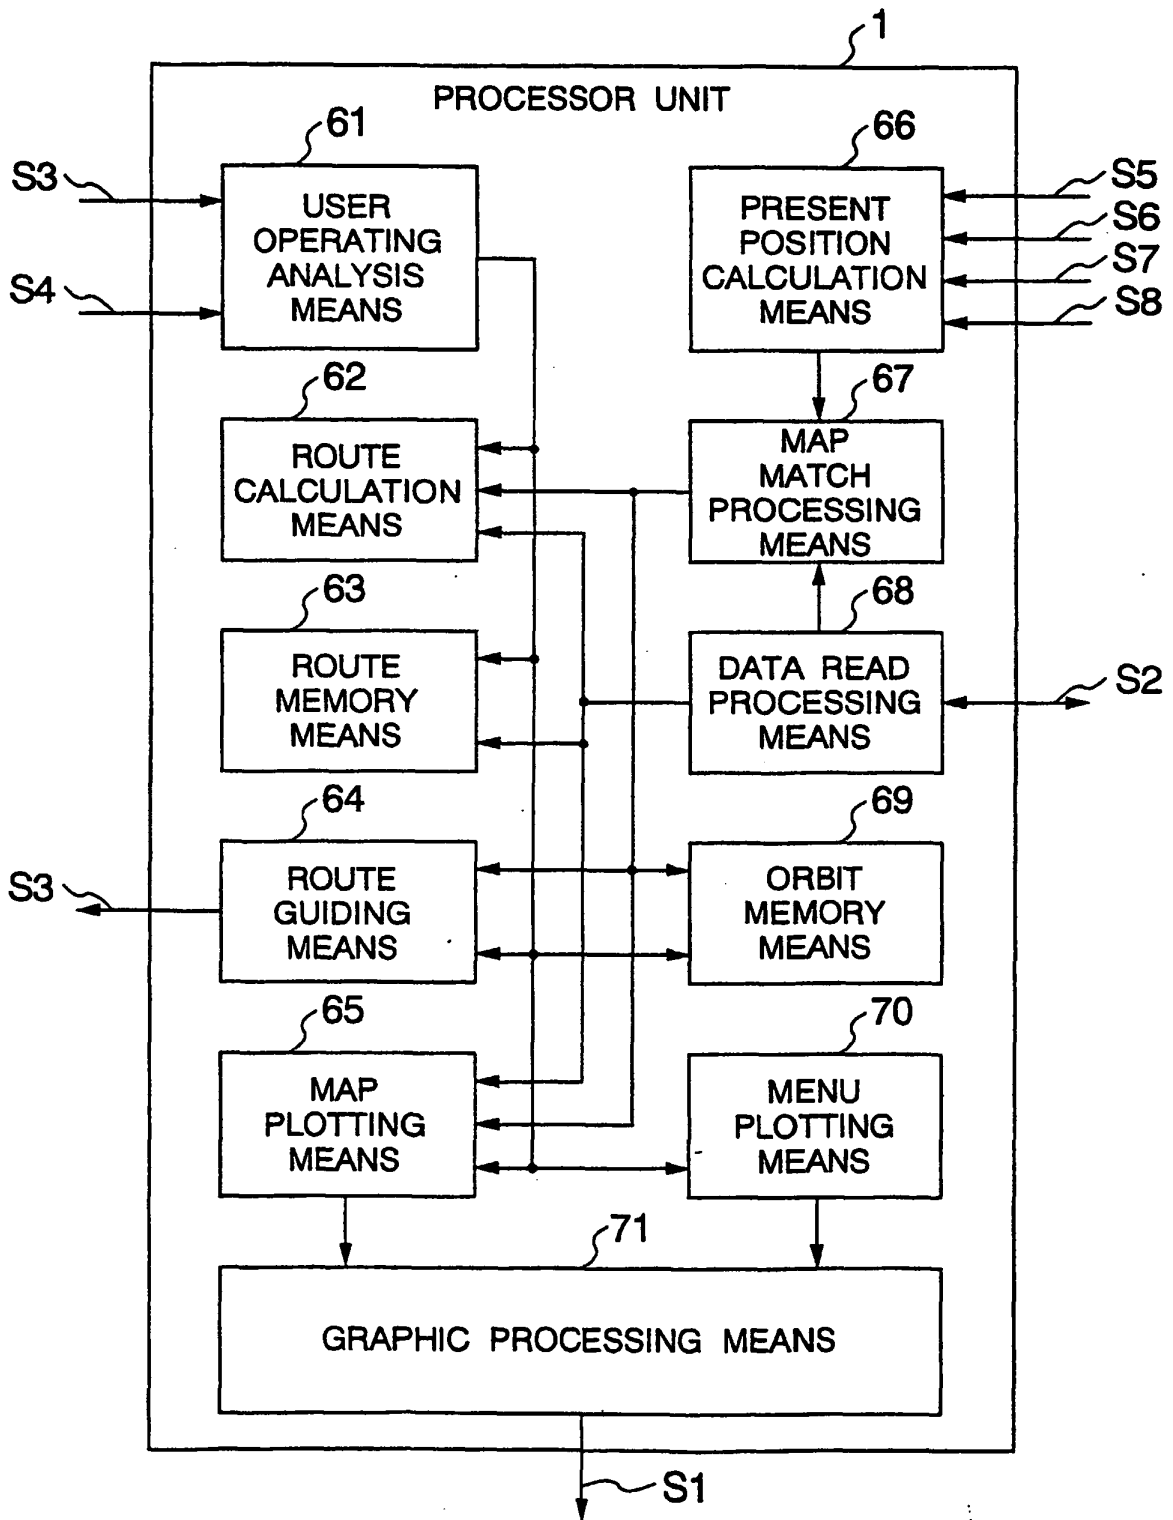 1
PROCESSOR UNIT
61
66
S3
S4
USER
OPERATING
ANALYSIS
MEANS
PRESENT
POSITION
CALCULATION
MEANS
S5
S6
S7
S8
62
67
ROUTE
CALCULATION
MEANS
MAP
MATCH
PROCESSING
MEANS
63
68
ROUTE
MEMORY
MEANS
DATA READ
PROCESSING
MEANS
S2
64
69
S3
ROUTE
GUIDING
MEANS
ORBIT
MEMORY
MEANS
65
70
MAP
PLOTTING
MEANS
MENU
PLOTTING
MEANS
71
GRAPHIC PROCESSING MEANS
S1